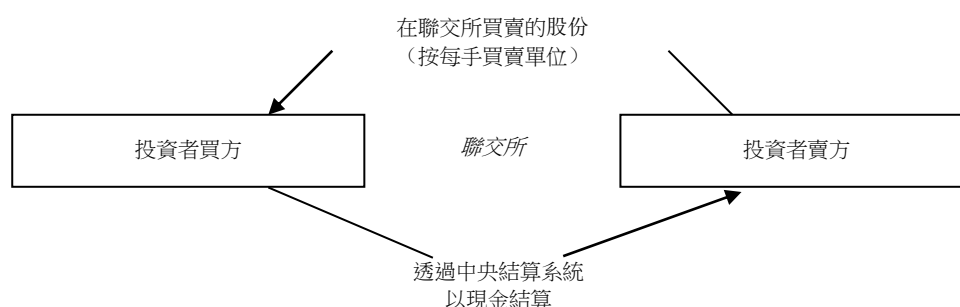 在聯交所買賣的股份
（按每手買賣單位）
投資者買方
聯交所
投資者賣方
透過中央結算系統
以現金結算